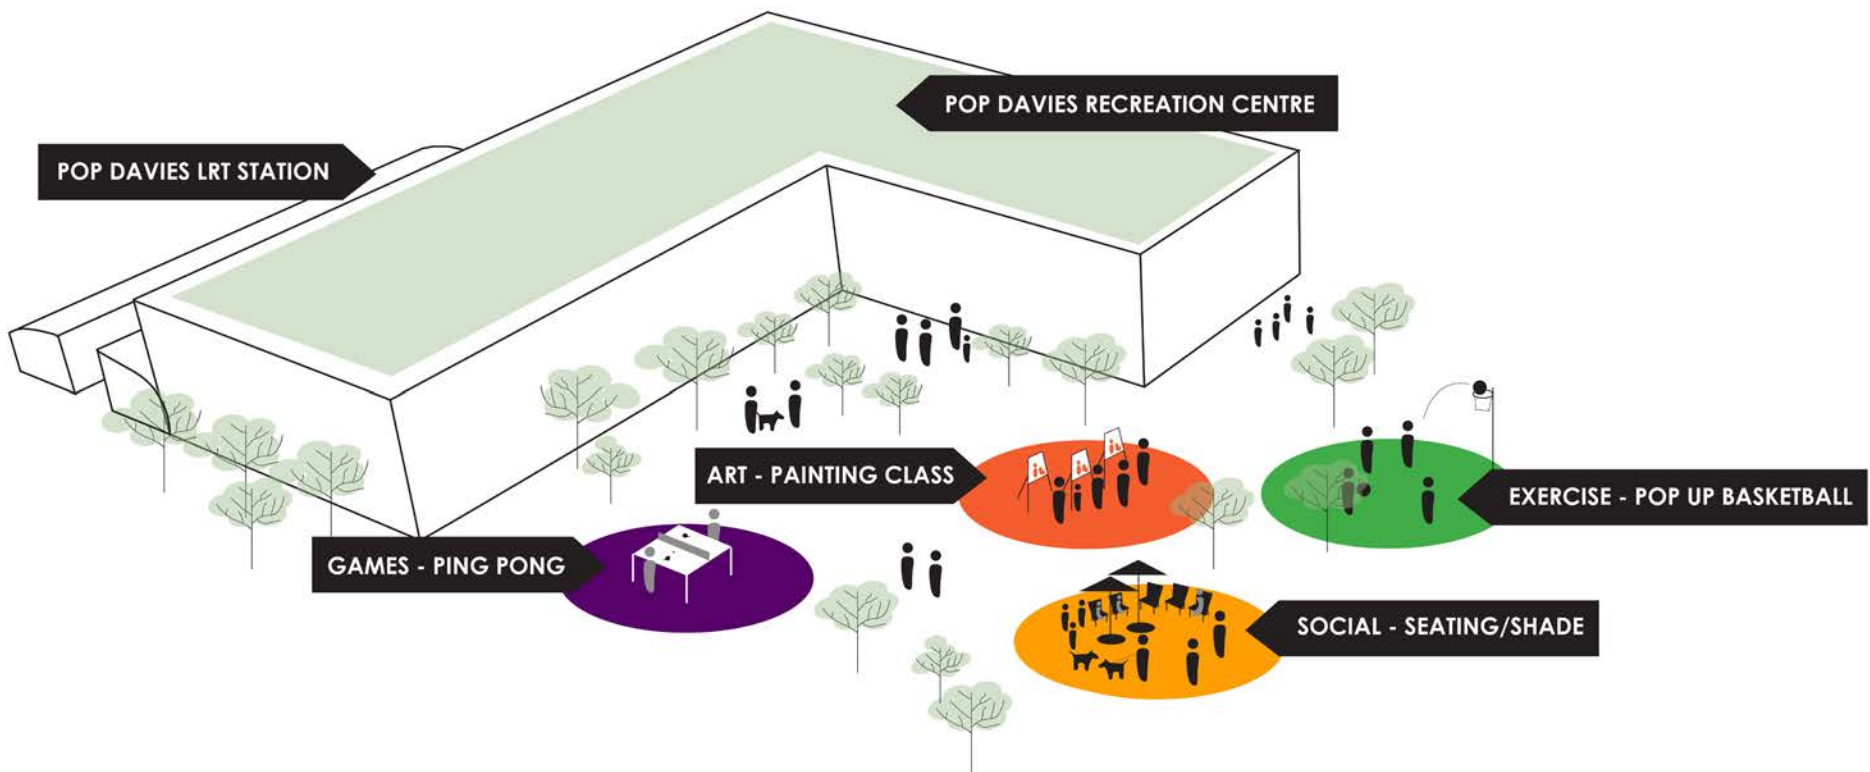 POP DAVIES RECREATION CENTRE
POP DAVIES LRT STATION
ART - PAINTING CLASS
EXERCISE - POP UP BASKETBALL
GAMES - PING PONG
SOCIAL - SEATING/SHADE